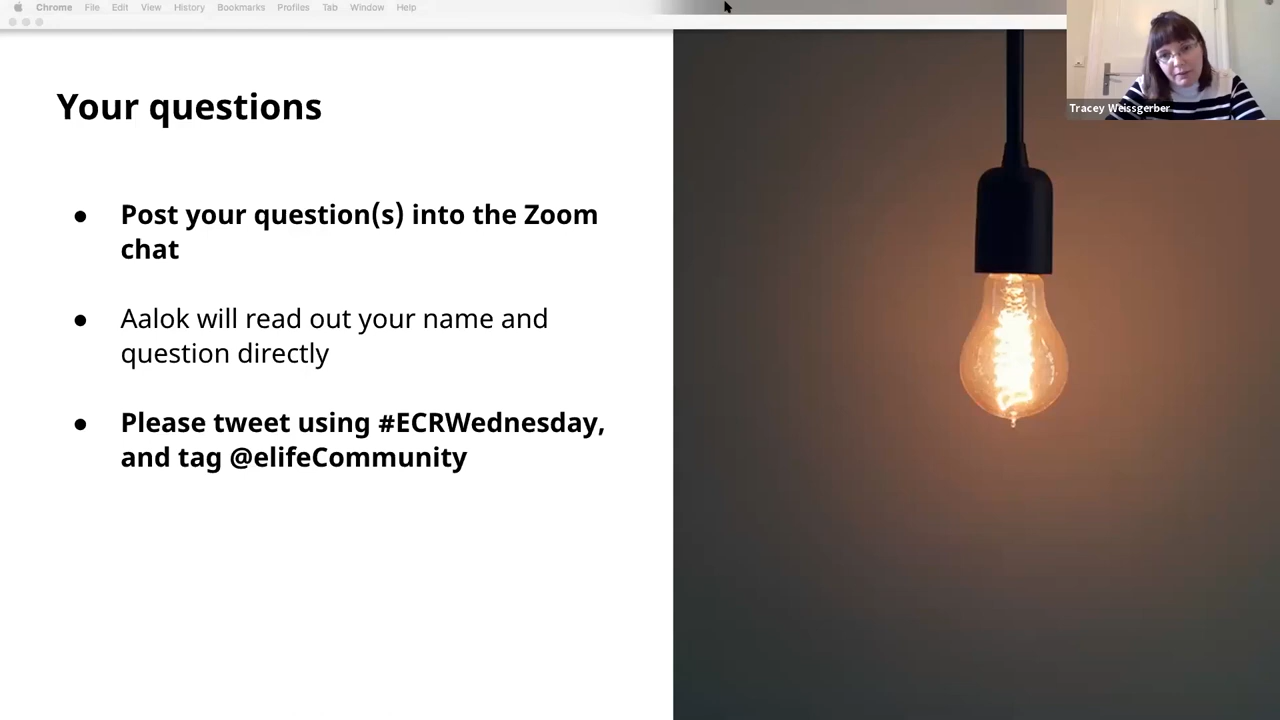 Chrome File Edit View History Bookmarks Profiles Tab Window Help
Tracey Weissgerber
Your questions
● Post your question(s) into the Zoom
chat
● Aalok will read out your name and
question directly
● Please tweet using #ECRWednesday,
and tag @elifeCommunity